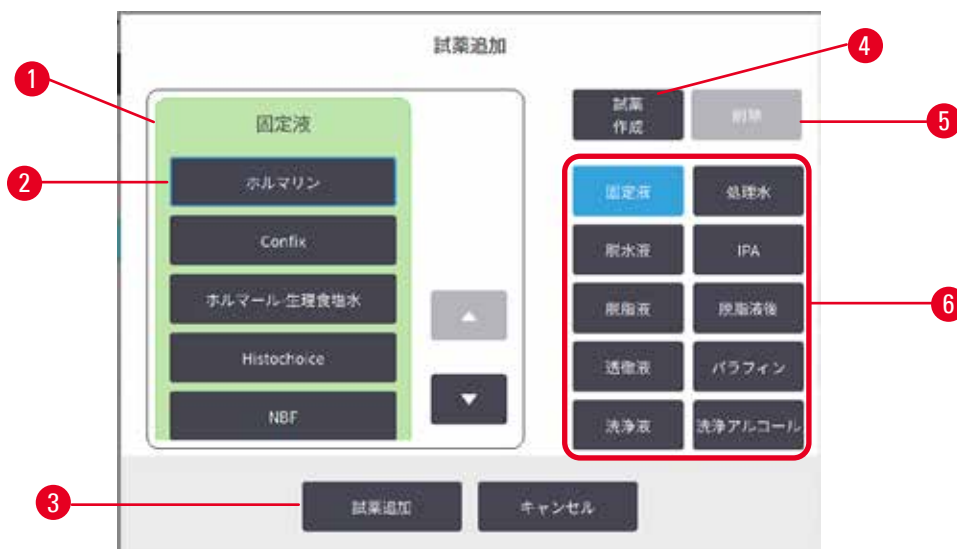 試薬追加
1
固定液
2
ホルマリン
Confix
ホルマール-生理食塩水
Histochoice
NBF
4
試薬
作成
削除
5
固定液
処理水
脱水液
IPA
脱脂液
脱脂液後
6
透徹液
パラフィン
洗浄液
洗浄アルコール
3
試薬追加
キャンセル